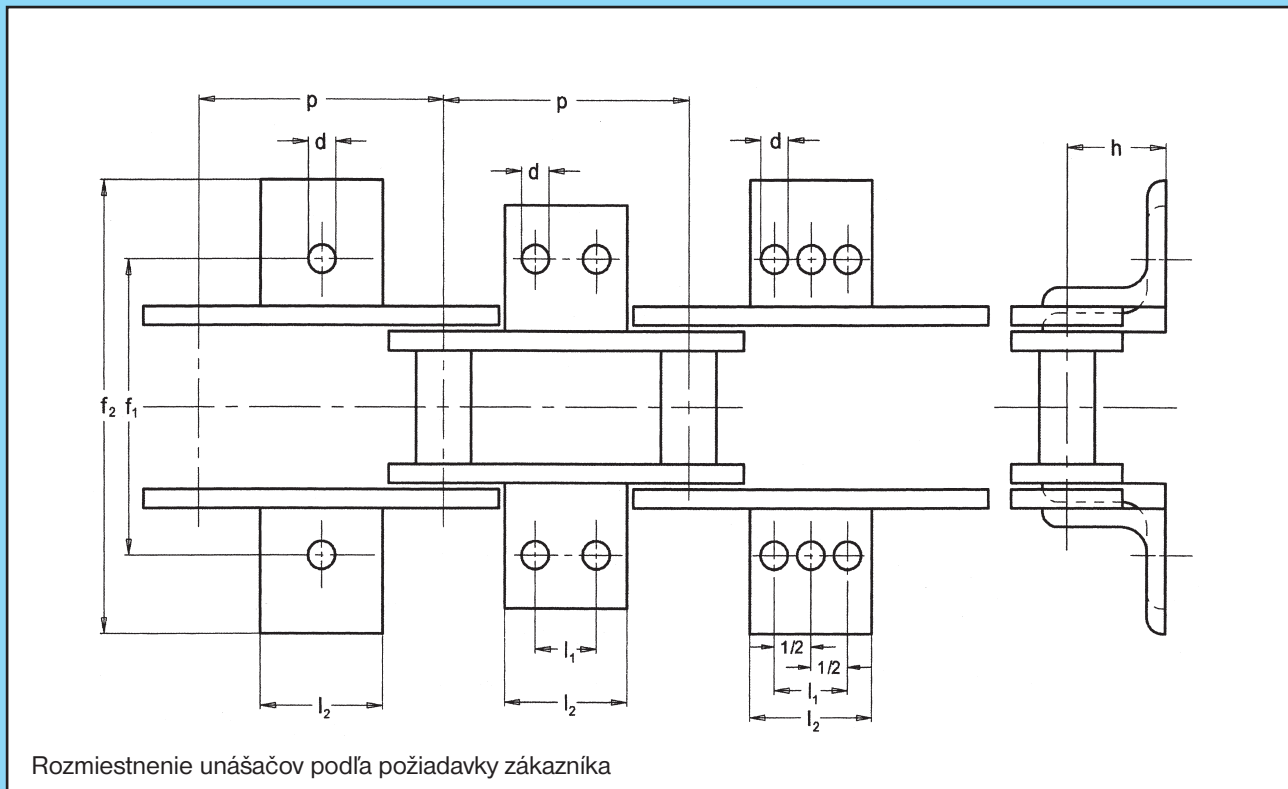 p p
d d d h
f₂ f₁
l₁ 1/2
1/2
l₂ l₂ l₁
l₂
Rozmiestnenie unášačov podľa požiadavky zákazníka